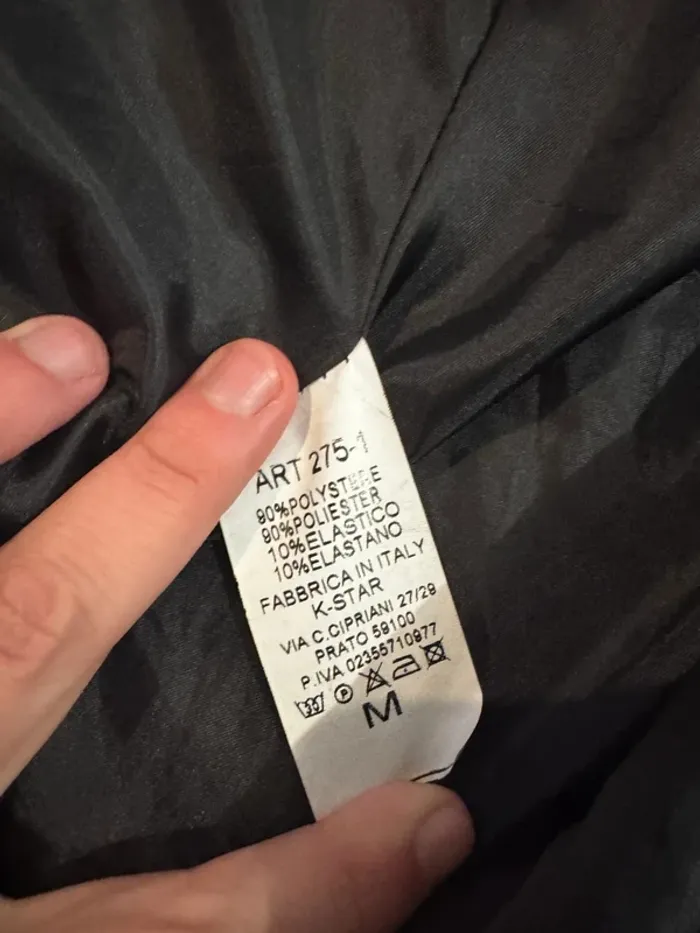 ART 275-1
90%POLYSTERE
90%POLIESTER
10%ELASTICO
10%ELASTANO
FABBRICA IN ITALY
K-STAR
VIA C.CIPRIANI 27/29
PRATO 59100
P.IVA 02355710977
M